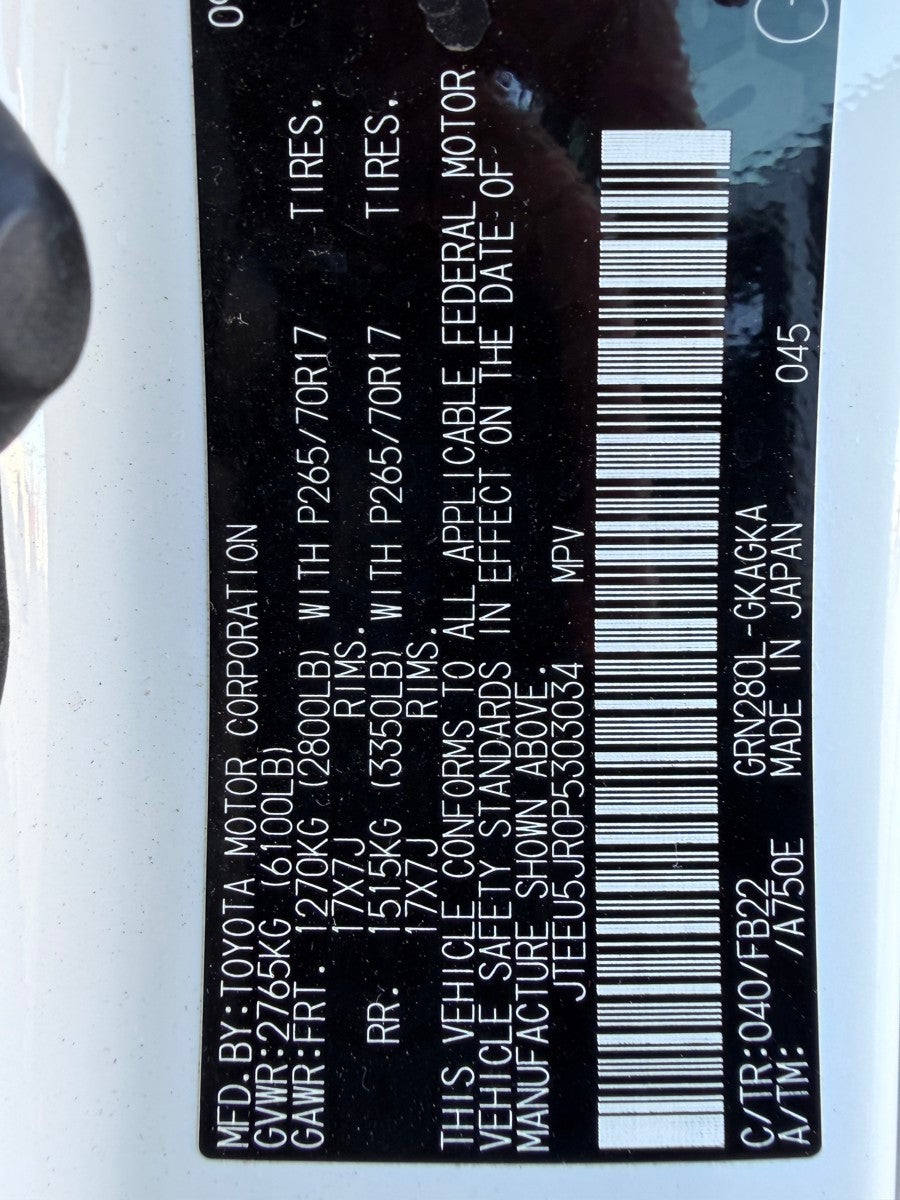 09
MFD.BY:TOYOTA MOTOR CORPORATION
GVWR:2765KG (6100LB)
GAWR:FRT. 1270KG (2800LB) WITH P265/70R17 TIRES,
17X7J RIMS.
RR. 1515KG (3350LB) WITH P265/70R17 TIRES,
17X7J RIMS.
THIS VEHICLE CONFORMS TO ALL APPLICABLE FEDERAL MOTOR
VEHICLE SAFETY STANDARDS IN EFFECT ON THE DATE OF
MANUFACTURE SHOWN ABOVE.
JTEEU5JR0P5303034 MPV
C/TR:040/FB22 GRN280L-GKAGKA
A/TM: /A750E MADE IN JAPAN 045